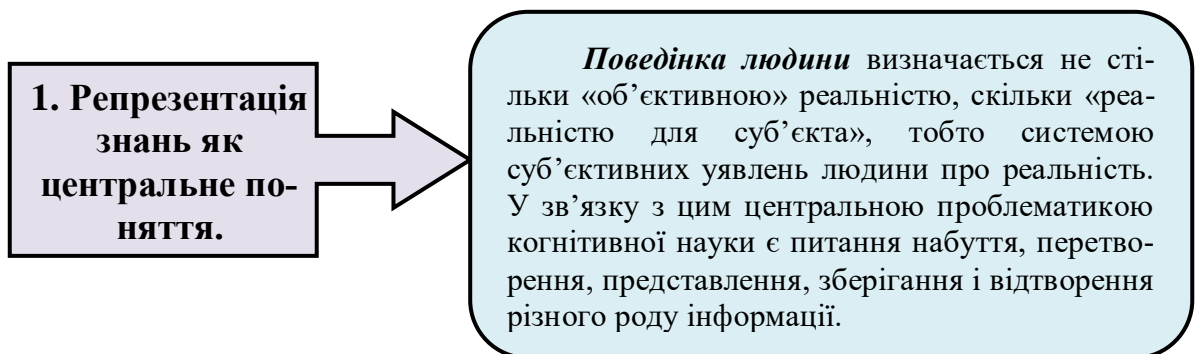 1. Репрезентація
знань як
центральне по-
няття.
Поведінка людини визначається не сті-
льки «об’єктивною» реальністю, скільки «реа-
льністю для суб’єкта», тобто системою
суб’єктивних уявлень людини про реальність.
У зв’язку з цим центральною проблематикою
когнітивної науки є питання набуття, перетво-
рення, представлення, зберігання і відтворення
різного роду інформації.